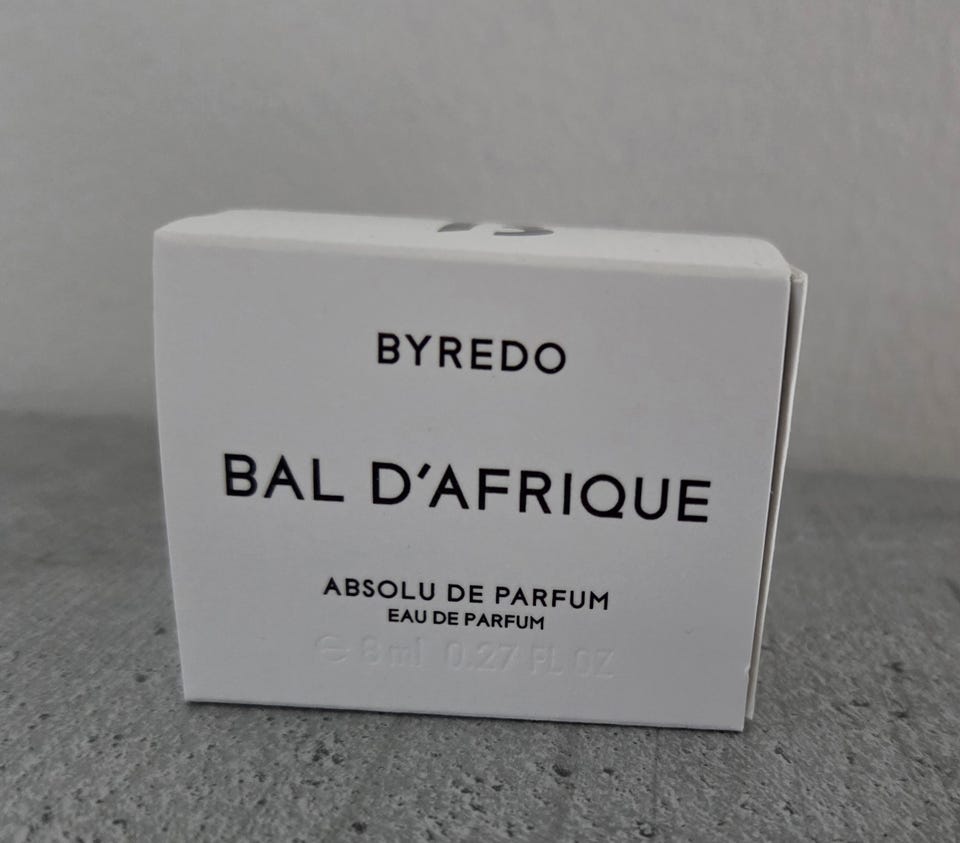 BYREDO
BAL D'AFRIQUE
ABSOLU DE PARFUM
EAU DE PARFUM
℮ 8 ml 0.27 FL OZ